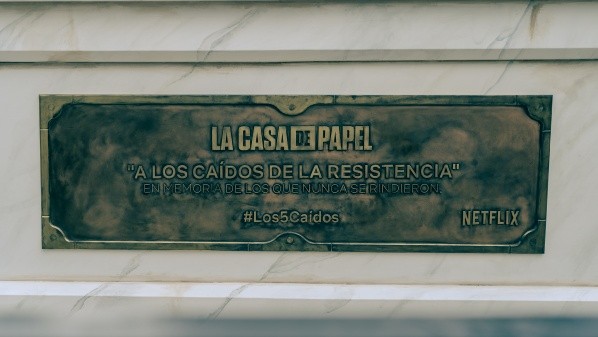 LA CASA DE PAPEL
"A LOS CAÍDOS DE LA RESISTENCIA"
EN MEMORIA DE LOS QUE NUNCA SE RINDIERON.
#Los5Caídos
NETFLIX